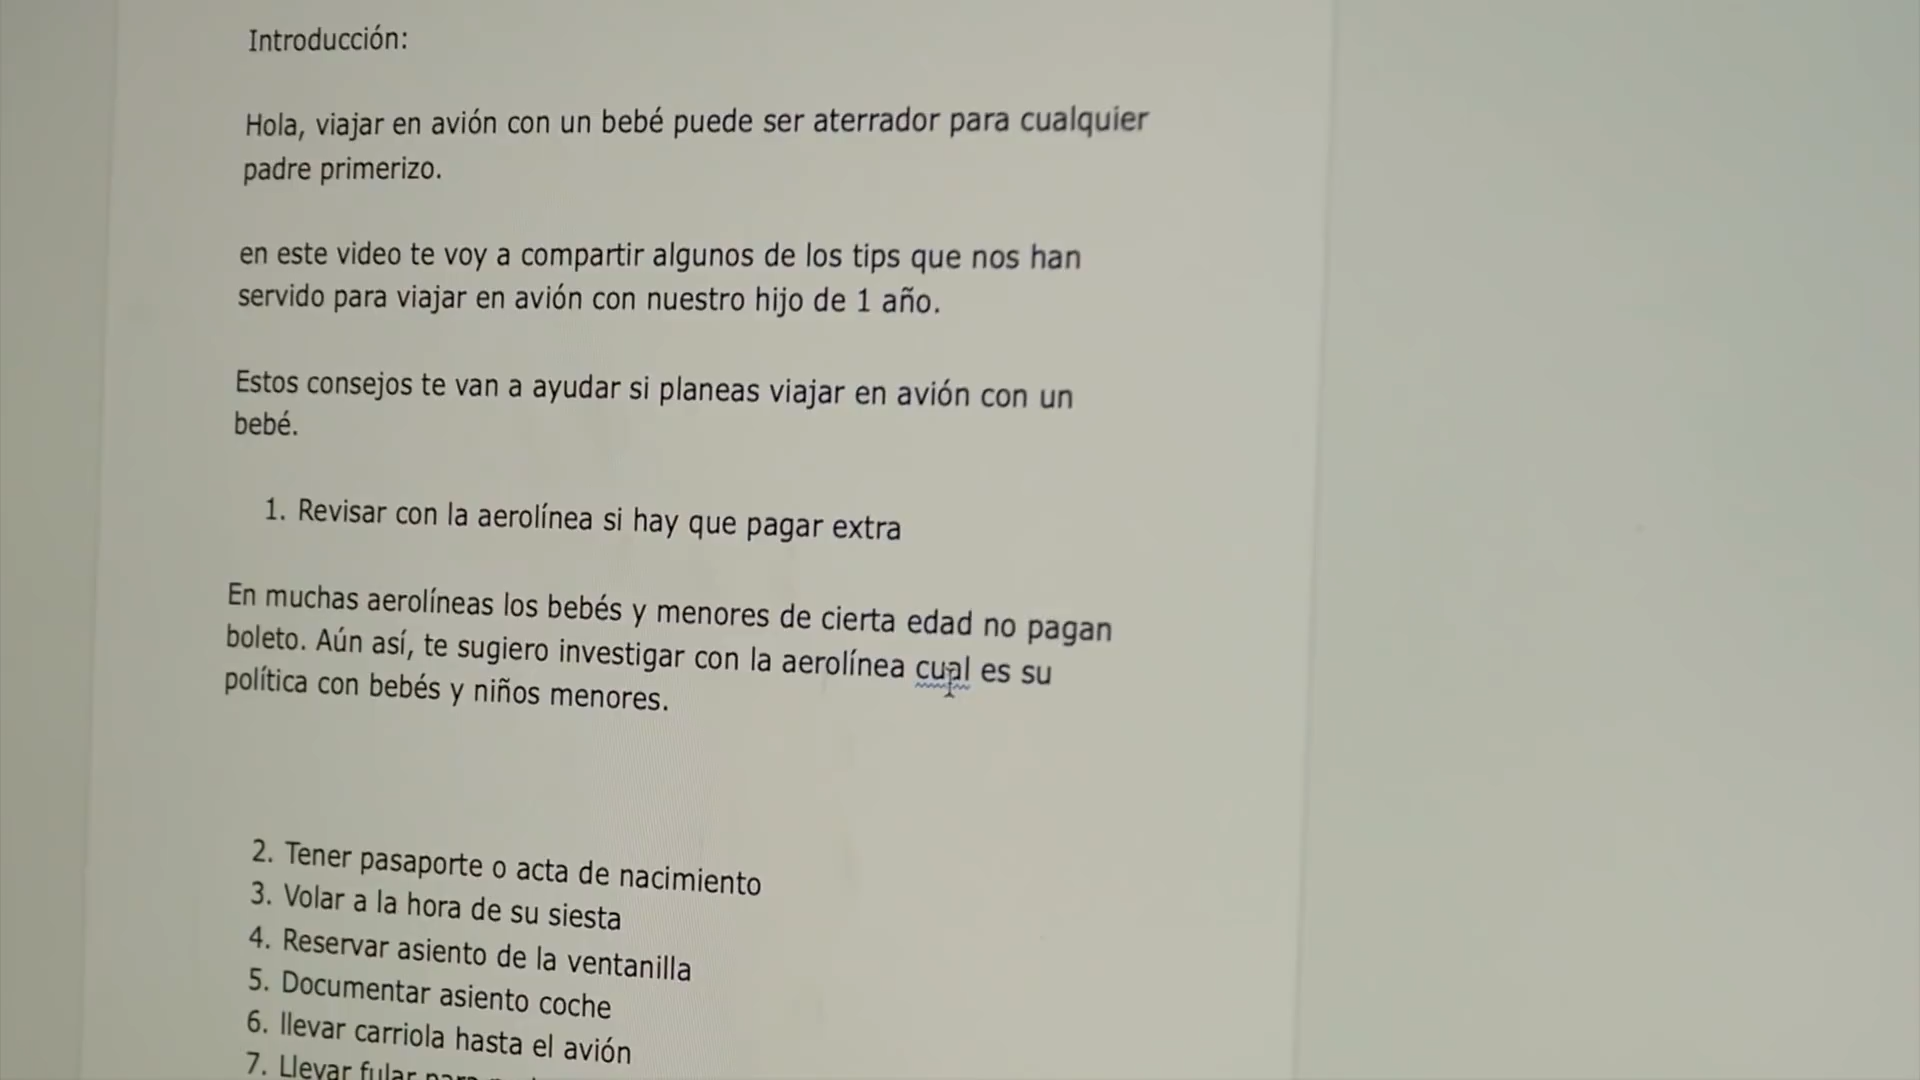 Introducción:
Hola, viajar en avión con un bebé puede ser aterrador para cualquier
padre primerizo.
en este video te voy a compartir algunos de los tips que nos han
servido para viajar en avión con nuestro hijo de 1 año.
Estos consejos te van a ayudar si planeas viajar en avión con un
bebé.
1. Revisar con la aerolínea si hay que pagar extra
En muchas aerolíneas los bebés y menores de cierta edad no pagan
boleto. Aún así, te sugiero investigar con la aerolínea cual es su
política con bebés y niños menores.
2. Tener pasaporte o acta de nacimiento
3. Volar a la hora de su siesta
4. Reservar asiento de la ventanilla
5. Documentar asiento coche
6. llevar carriola hasta el avión
7. Llevar fular